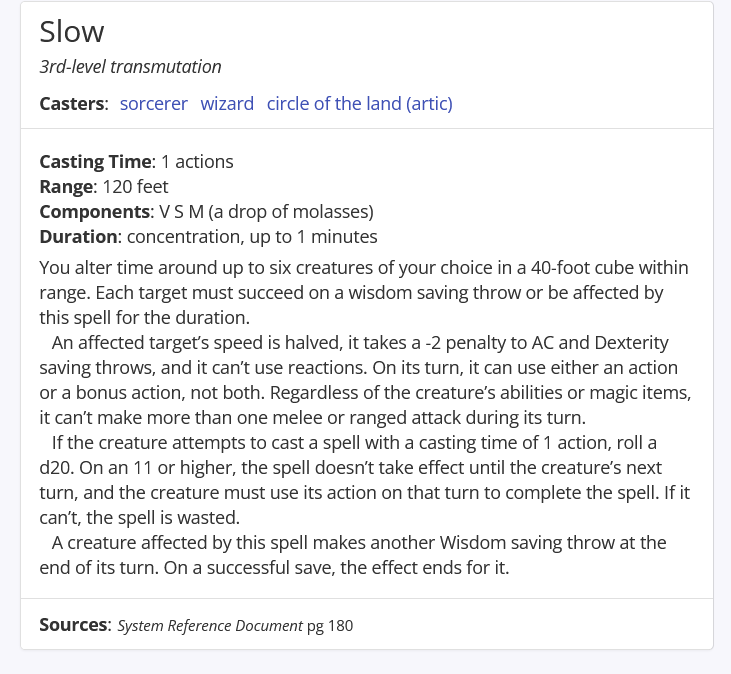 Slow
3rd-level transmutation
Casters: sorcerer wizard circle of the land (artic)
Casting Time: 1 actions
Range: 120 feet
Components: V S M (a drop of molasses)
Duration: concentration, up to 1 minutes
You alter time around up to six creatures of your choice in a 40-foot cube within
range. Each target must succeed on a wisdom saving throw or be affected by
this spell for the duration.
An affected target’s speed is halved, it takes a -2 penalty to AC and Dexterity
saving throws, and it can’t use reactions. On its turn, it can use either an action
or a bonus action, not both. Regardless of the creature’s abilities or magic items,
it can’t make more than one melee or ranged attack during its turn.
If the creature attempts to cast a spell with a casting time of 1 action, roll a
d20. On an 11 or higher, the spell doesn’t take effect until the creature’s next
turn, and the creature must use its action on that turn to complete the spell. If it
can’t, the spell is wasted.
A creature affected by this spell makes another Wisdom saving throw at the
end of its turn. On a successful save, the effect ends for it.
Sources: System Reference Document pg 180